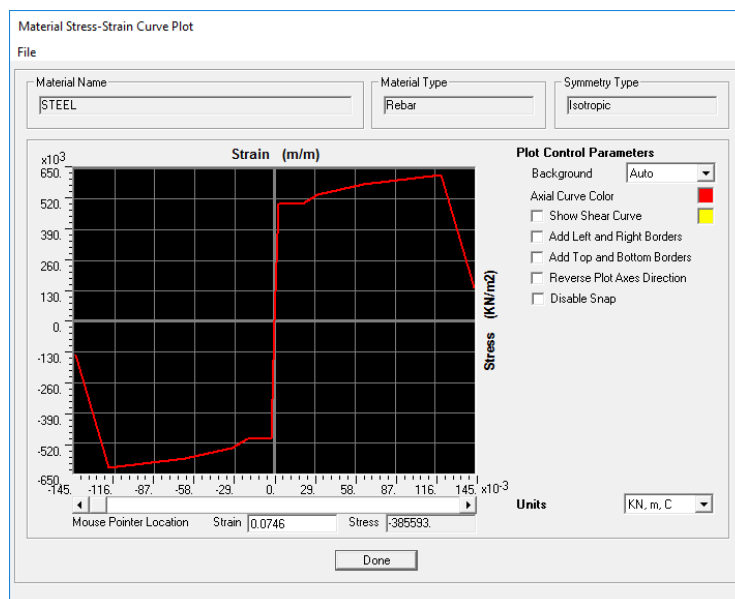 Material Stress-Strain Curve Plot
File
Material Name
STEEL
Material Type
Rebar
Symmetry Type
Isotropic
Strain (m/m)
x10³
650.
520.
390.
260.
130.
0.
-130.
-260.
-390.
-520.
-650.
-145. -116. -87. -58. -29. 0. 29. 58. 87. 116. 145. x10⁻³
Stress (KN/m2)
Mouse Pointer Location Strain 0.0746 Stress -385593.
Plot Control Parameters
Background Auto
Axial Curve Color
Show Shear Curve
Add Left and Right Borders
Add Top and Bottom Borders
Reverse Plot Axes Direction
Disable Snap
Units KN, m, C
Done